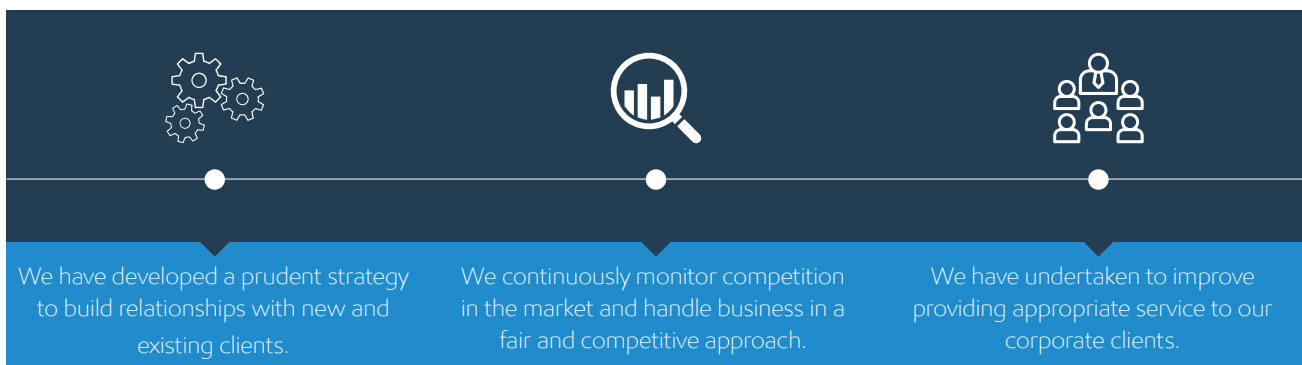 We have developed a prudent strategy
to build relationships with new and
existing clients.
We continuously monitor competition
in the market and handle business in a
fair and competitive approach.
We have undertaken to improve
providing appropriate service to our
corporate clients.